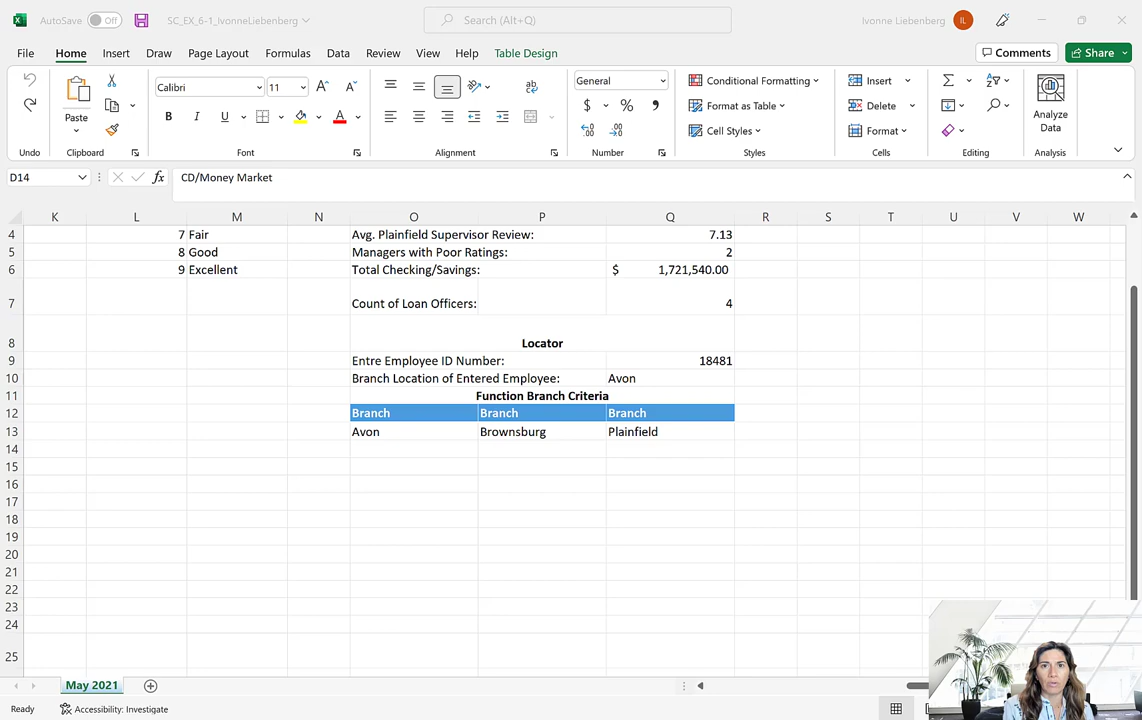 AutoSave Off SC_EX_6-1_IvonneLiebenberg Search (Alt+Q) Ivonne Liebenberg IL
File Home Insert Draw Page Layout Formulas Data Review View Help Table Design Comments Share
Paste Calibri 11 General Conditional Formatting Insert
B I U A $ % , Format as Table Delete
Cell Styles Format
Analyze Data
Undo Clipboard Font Alignment Number Styles Cells Editing Analysis
D14 fx CD/Money Market
K L M N O P Q R S T U V W
4 7 Fair Avg. Plainfield Supervisor Review: 7.13
5 8 Good Managers with Poor Ratings: 2
6 9 Excellent Total Checking/Savings: $ 1,721,540.00
7 Count of Loan Officers: 4
8 Locator
9 Entre Employee ID Number: 18481
10 Branch Location of Entered Employee: Avon
11 Function Branch Criteria
12 Branch Branch Branch
13 Avon Brownsburg Plainfield
14
15
16
17
18
19
20
21
22
23
24
25
May 2021
Ready Accessibility: Investigate